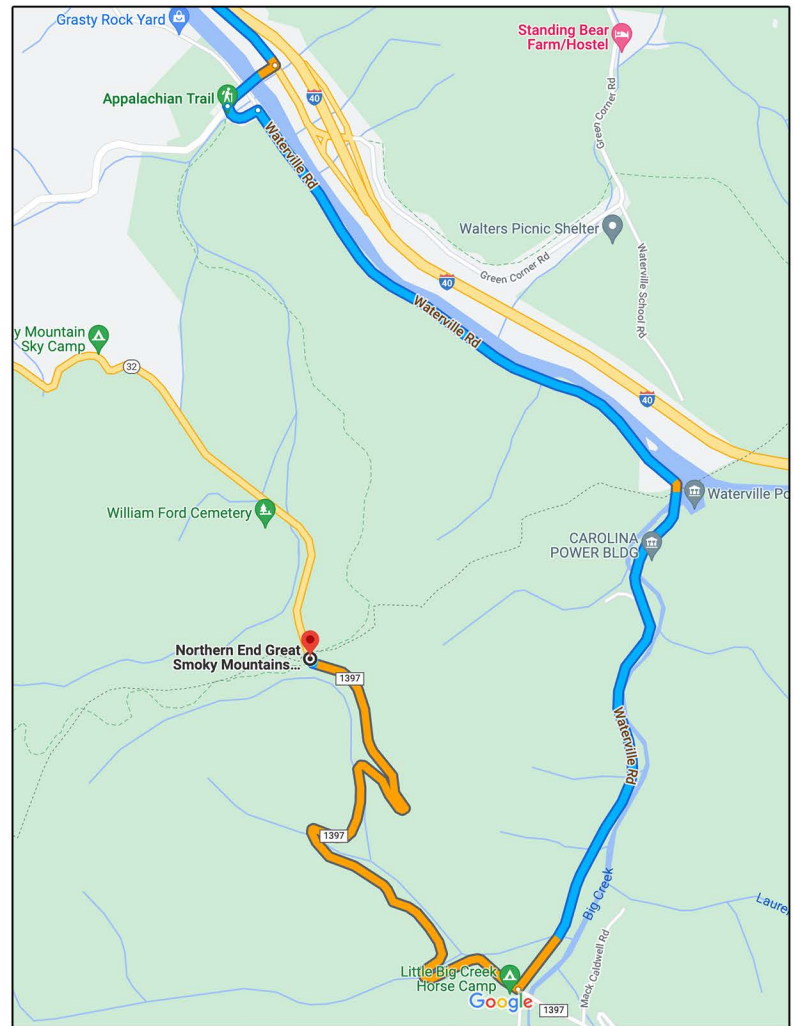 Grasty Rock Yard
Standing Bear
Farm/Hostel
Appalachian Trail
40
Green Corner Rd
Waterville Rd
Walters Picnic Shelter
Green Corner Rd
40
Waterville School Rd
Waterville Rd
y Mountain
Sky Camp
32
40
Waterville Po
William Ford Cemetery
CAROLINA
POWER BLDG
Northern End Great
Smoky Mountains...
1397
Waterville Rd
1397
Big Creek
Laure
Mack Caldwell Rd
Little Big Creek
Horse Camp
Google
1397